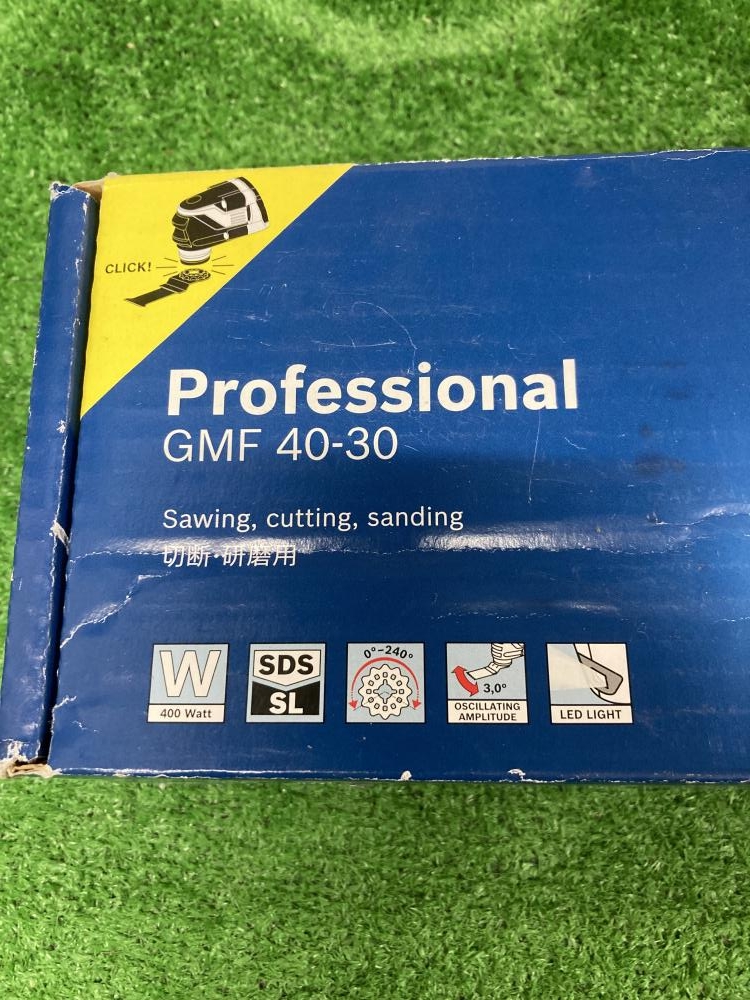 CLICK!
Professional
GMF 40-30
Sawing, cutting, sanding
切断・研磨用
W
400 Watt
SDS
SL
0°-240°
3,0°
OSCILLATING
AMPLITUDE
LED LIGHT